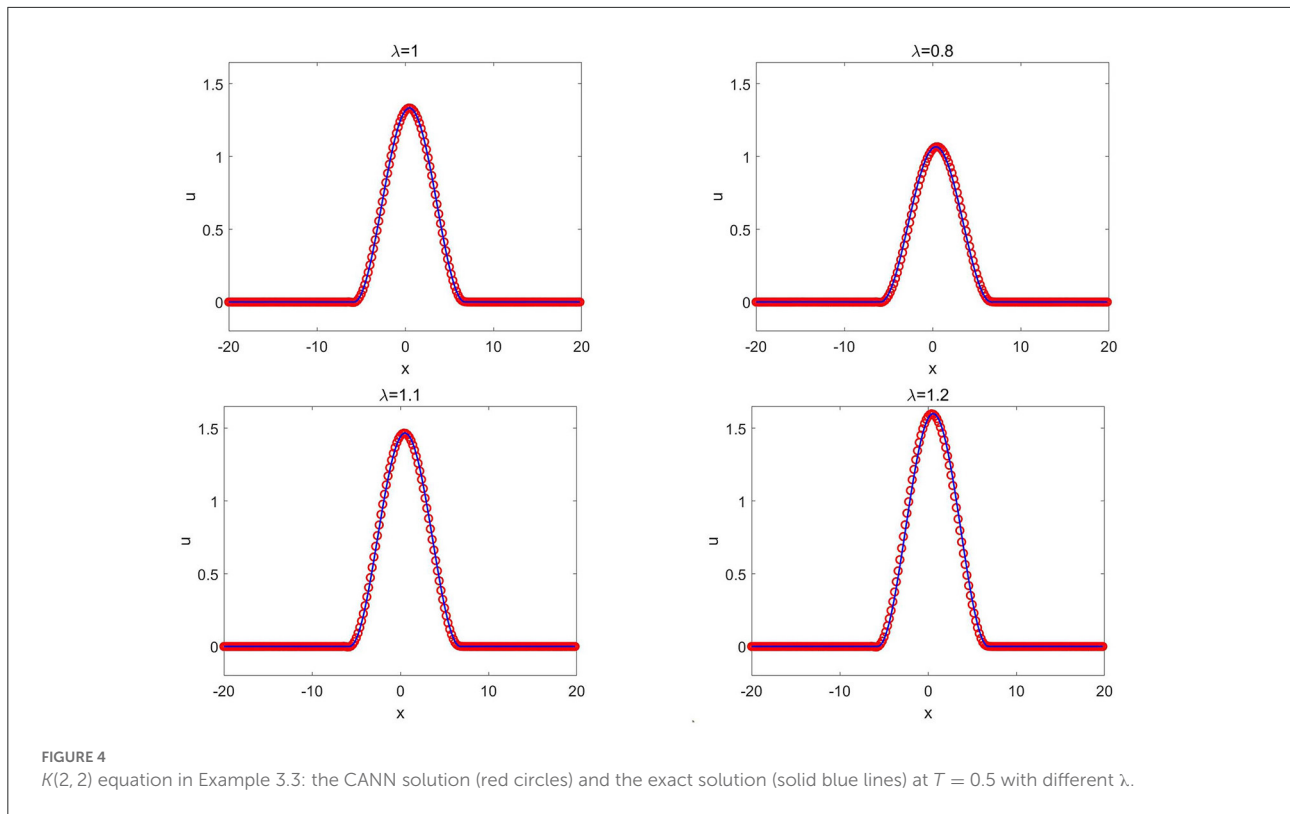 λ=1
1.5
1
0.5
0
u
-20 -10 0 10 20
x
λ=0.8
1.5
1
0.5
0
u
-20 -10 0 10 20
x
λ=1.1
1.5
1
0.5
0
u
-20 -10 0 10 20
x
λ=1.2
1.5
1
0.5
0
u
-20 -10 0 10 20
x
FIGURE 4
K(2, 2) equation in Example 3.3: the CANN solution (red circles) and the exact solution (solid blue lines) at T = 0.5 with different λ.